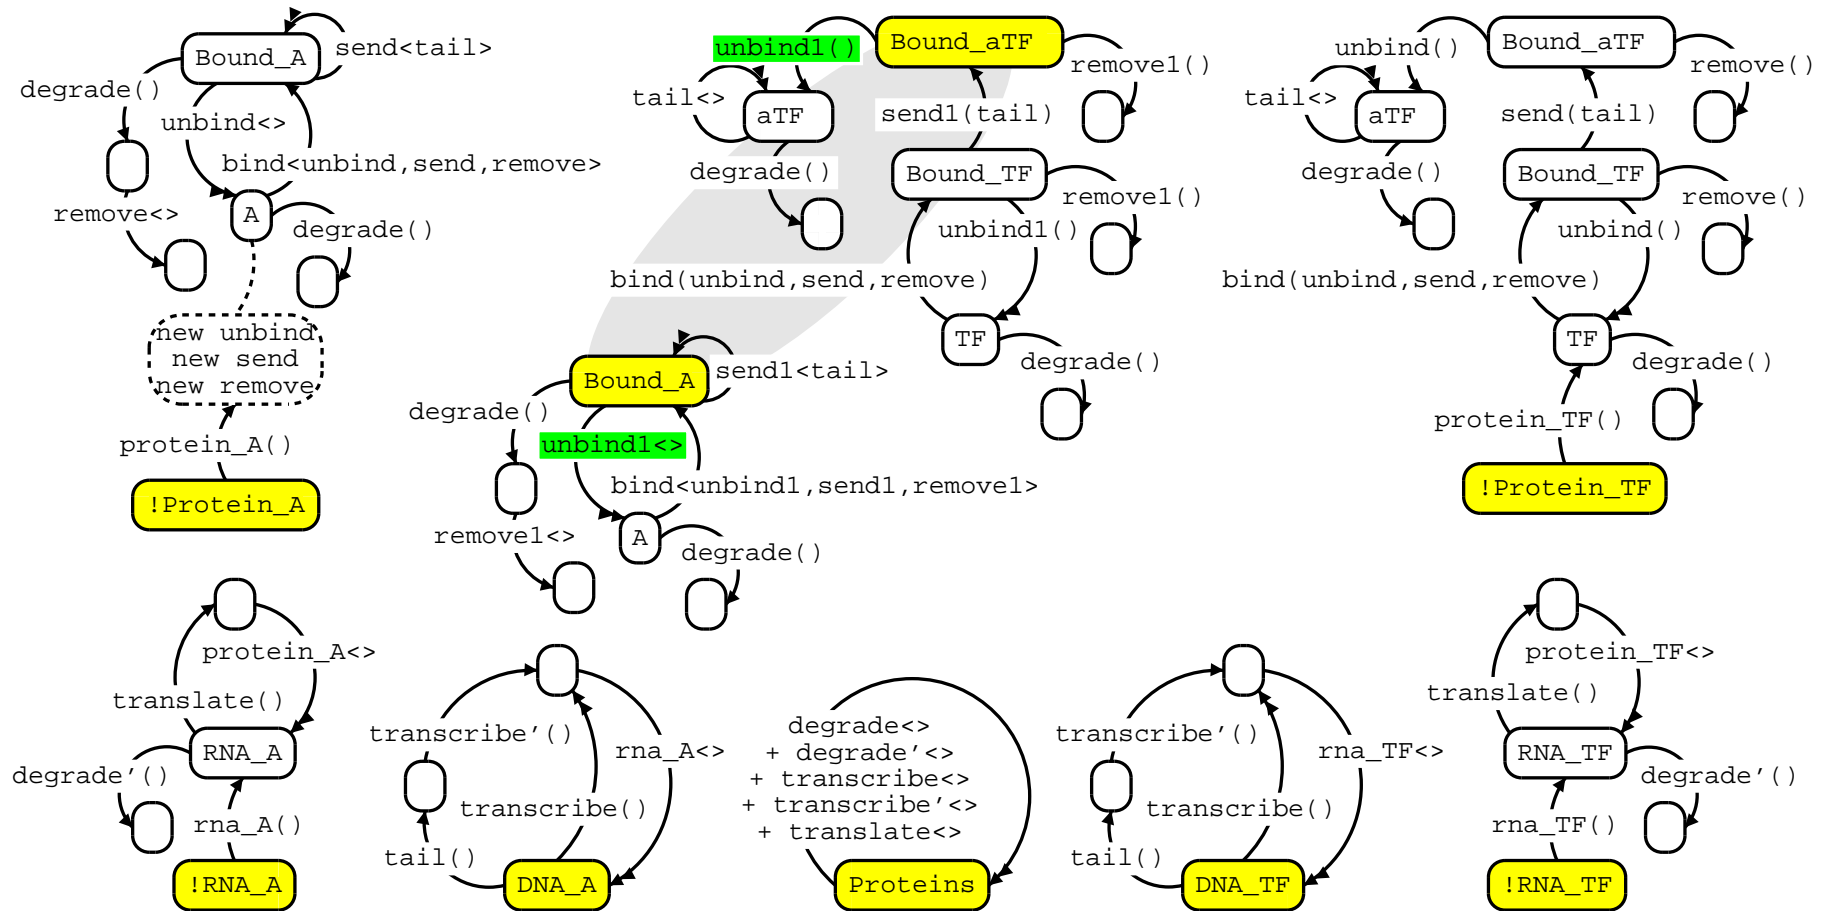 Bound_A
send<tail>
degrade()
unbind<>
bind<unbind,send,remove>
remove<>
A
degrade()
new unbind
new send
new remove
protein_A()
!Protein_A
unbind1()
Bound_aTF
remove1()
tail<>
aTF
send1(tail)
degrade()
Bound_TF
remove1()
unbind1()
bind(unbind,send,remove)
TF
degrade()
Bound_A
send1<tail>
degrade()
unbind1<>
bind<unbind1,send1,remove1>
remove1<>
A
degrade()
unbind()
Bound_aTF
remove()
tail<>
aTF
send(tail)
degrade()
Bound_TF
remove()
unbind()
bind(unbind,send,remove)
TF
degrade()
protein_TF()
!Protein_TF
protein_A<>
translate()
RNA_A
degrade'()
rna_A()
!RNA_A
transcribe'()
rna_A<>
transcribe()
tail()
DNA_A
degrade<>
+ degrade'<>
+ transcribe<>
+ transcribe'<>
+ translate<>
Proteins
transcribe'()
rna_TF<>
transcribe()
tail()
DNA_TF
protein_TF<>
translate()
RNA_TF
degrade'()
rna_TF()
!RNA_TF